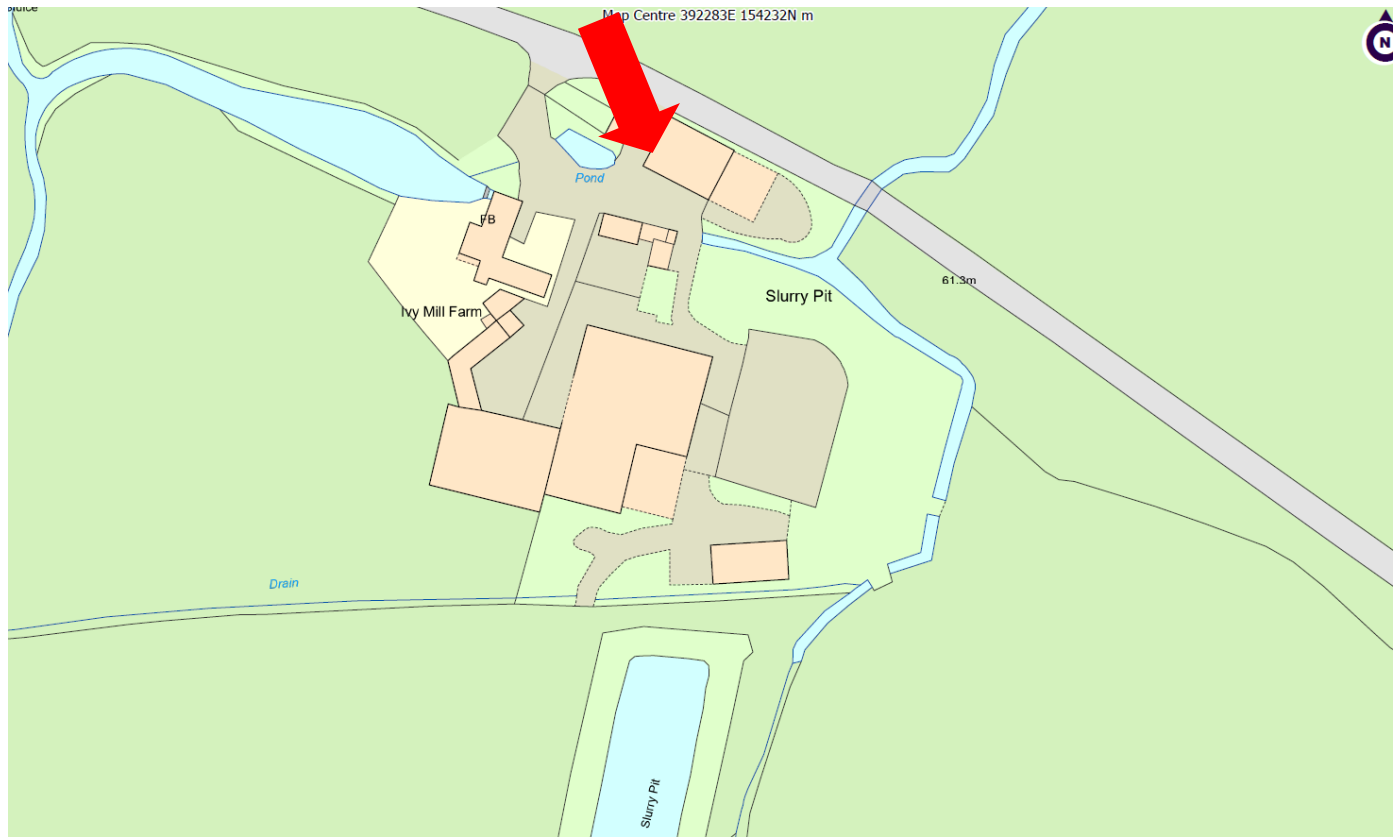 Map Centre 392283E 154232N m
N
Pond
FB
61.3m
Slurry Pit
Ivy Mill Farm
Drain
Slurry Pit